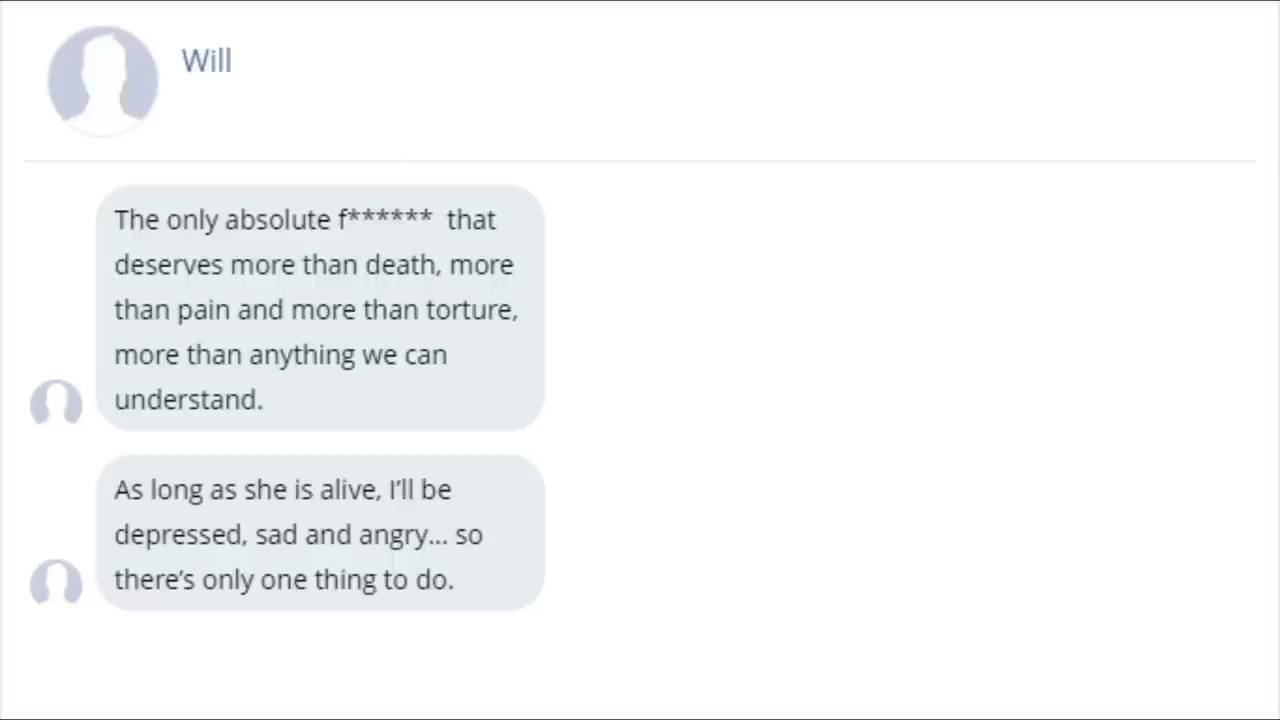 Will
The only absolute f****** that
deserves more than death, more
than pain and more than torture,
more than anything we can
understand.
As long as she is alive, I’ll be
depressed, sad and angry... so
there’s only one thing to do.